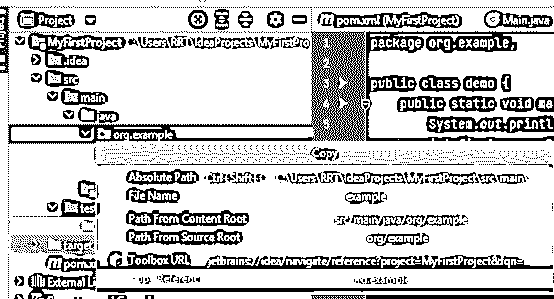 Project
pom.xml (MyFirstProject)
Main.java
MyFirstProject C:\Users\RRT\IdeaProjects\MyFirstPro
.idea
src
main
java
org.example
1 package org.example;
2
3 public class demo {
4 public static void ma
System.out.printl
Copy
Absolute Path Ctrl+Shift+C C:\Users\RRT\IdeaProjects\MyFirstProject\src\main
File Name example
Path From Content Root src/main/java/org/example
Path From Source Root org/example
Toolbox URL jetbrains://idea/navigate/reference?project=MyFirstProject&fqn=
Copy Reference org.example
tes
target
pom.x
External L